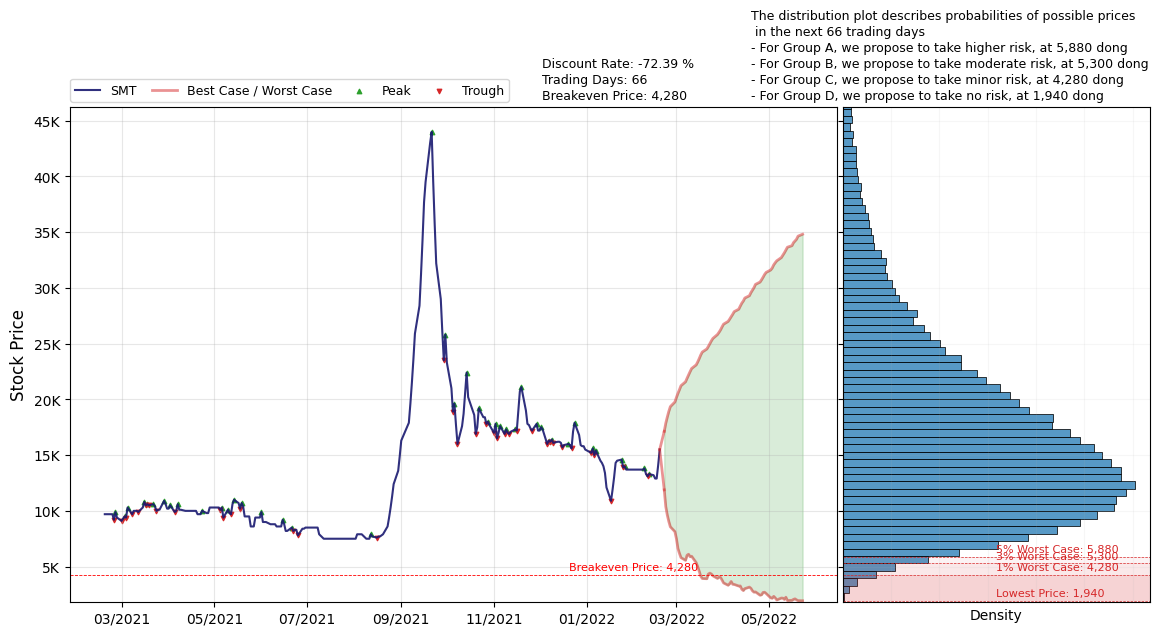 The distribution plot describes probabilities of possible prices
in the next 66 trading days
- For Group A, we propose to take higher risk, at 5,880 dong
- For Group B, we propose to take moderate risk, at 5,300 dong
- For Group C, we propose to take minor risk, at 4,280 dong
- For Group D, we propose to take no risk, at 1,940 dong
Discount Rate: -72.39 %
Trading Days: 66
Breakeven Price: 4,280
SMT
Best Case / Worst Case
Peak
Trough
Stock Price
45K
40K
35K
30K
25K
20K
15K
10K
5K
Breakeven Price: 4,280
03/2021
05/2021
07/2021
09/2021
11/2021
01/2022
03/2022
05/2022
5% Worst Case: 5,880
3% Worst Case: 5,300
1% Worst Case: 4,280
Lowest Price: 1,940
Density